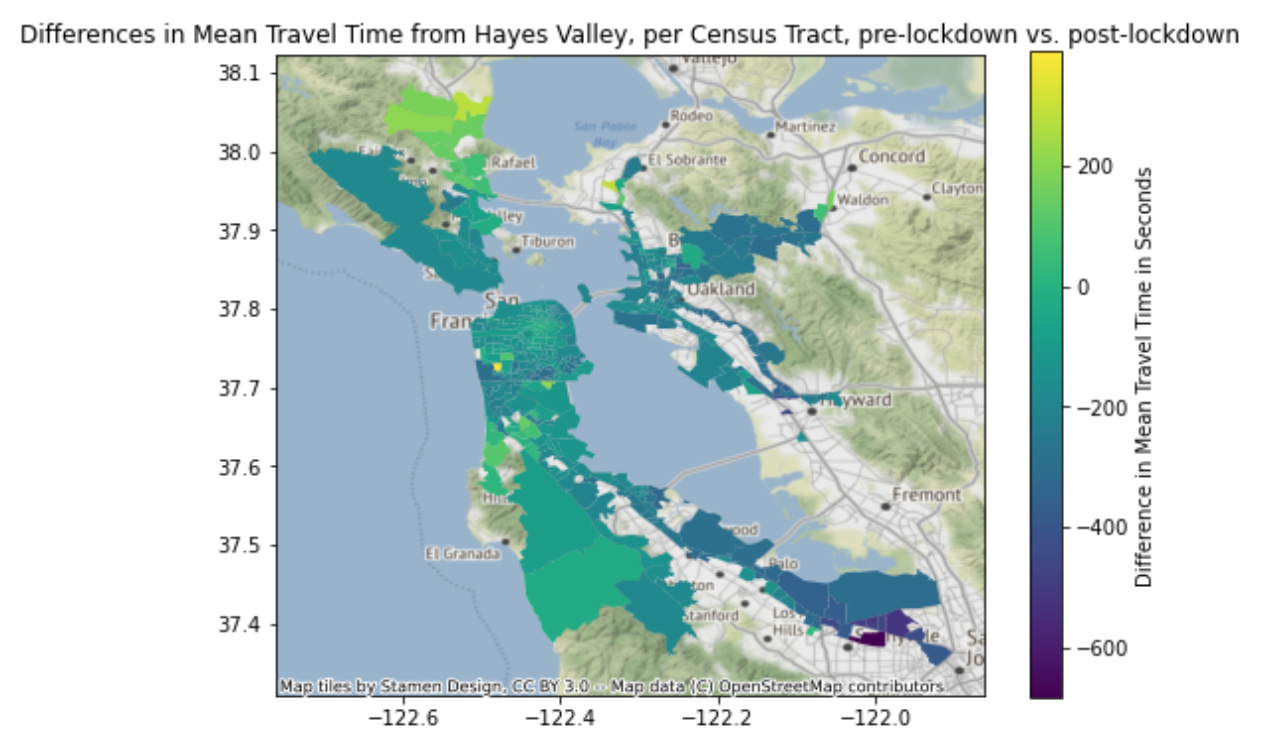 Differences in Mean Travel Time from Hayes Valley, per Census Tract, pre-lockdown vs. post-lockdown
38.1
38.0
37.9
37.8
37.7
37.6
37.5
37.4
Vallejo
San Pablo
Bay
Rodeo
Martinez
Rafael
El Sobrante
Concord
Clayton
Waldon
lley
Tiburon
B
Oakland
San
Franci
Hayward
Fremont
El Granada
ood
Palo
ton
Stanford
Los
Hills
le
Sa
Jo
Map tiles by Stamen Design, CC BY 3.0 -- Map data (C) OpenStreetMap contributors
−122.6
−122.4
−122.2
−122.0
200
0
−200
−400
−600
Difference in Mean Travel Time in Seconds